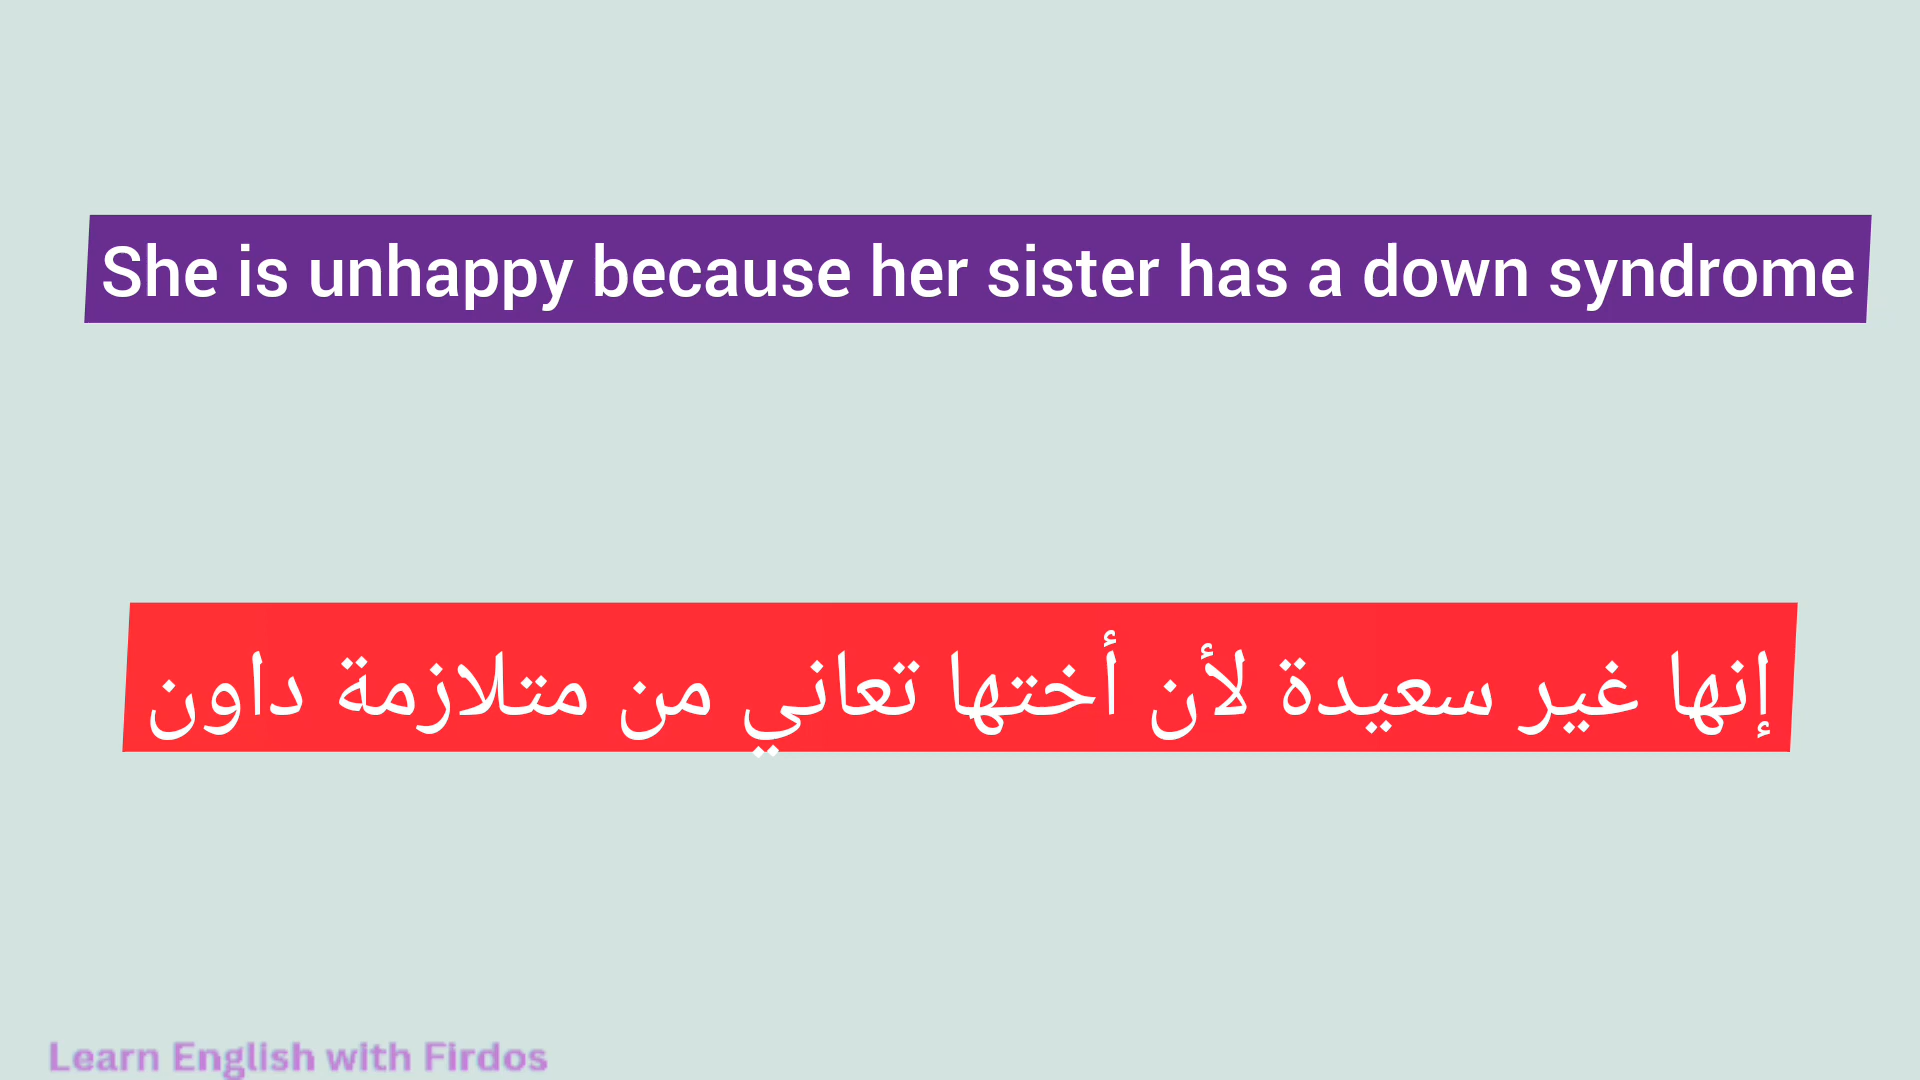 She is unhappy because her sister has a down syndrome
إنها غير سعيدة لأن أختها تعاني من متلازمة داون
Learn English with Firdos